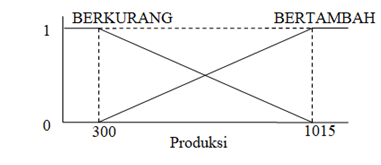 BERKURANG BERTAMBAH
1
0
300 1015
Produksi